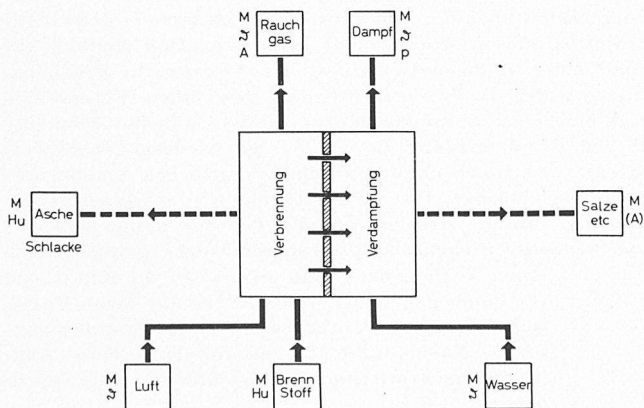 M
ϑ
A
Rauch
gas
Dampf
M
ϑ
p
M
Hu
Asche
Schlacke
Verbrennung
Verdampfung
Salze
etc
M
(A)
M
ϑ
Luft
M
Hu
Brenn
Stoff
M
ϑ
Wasser